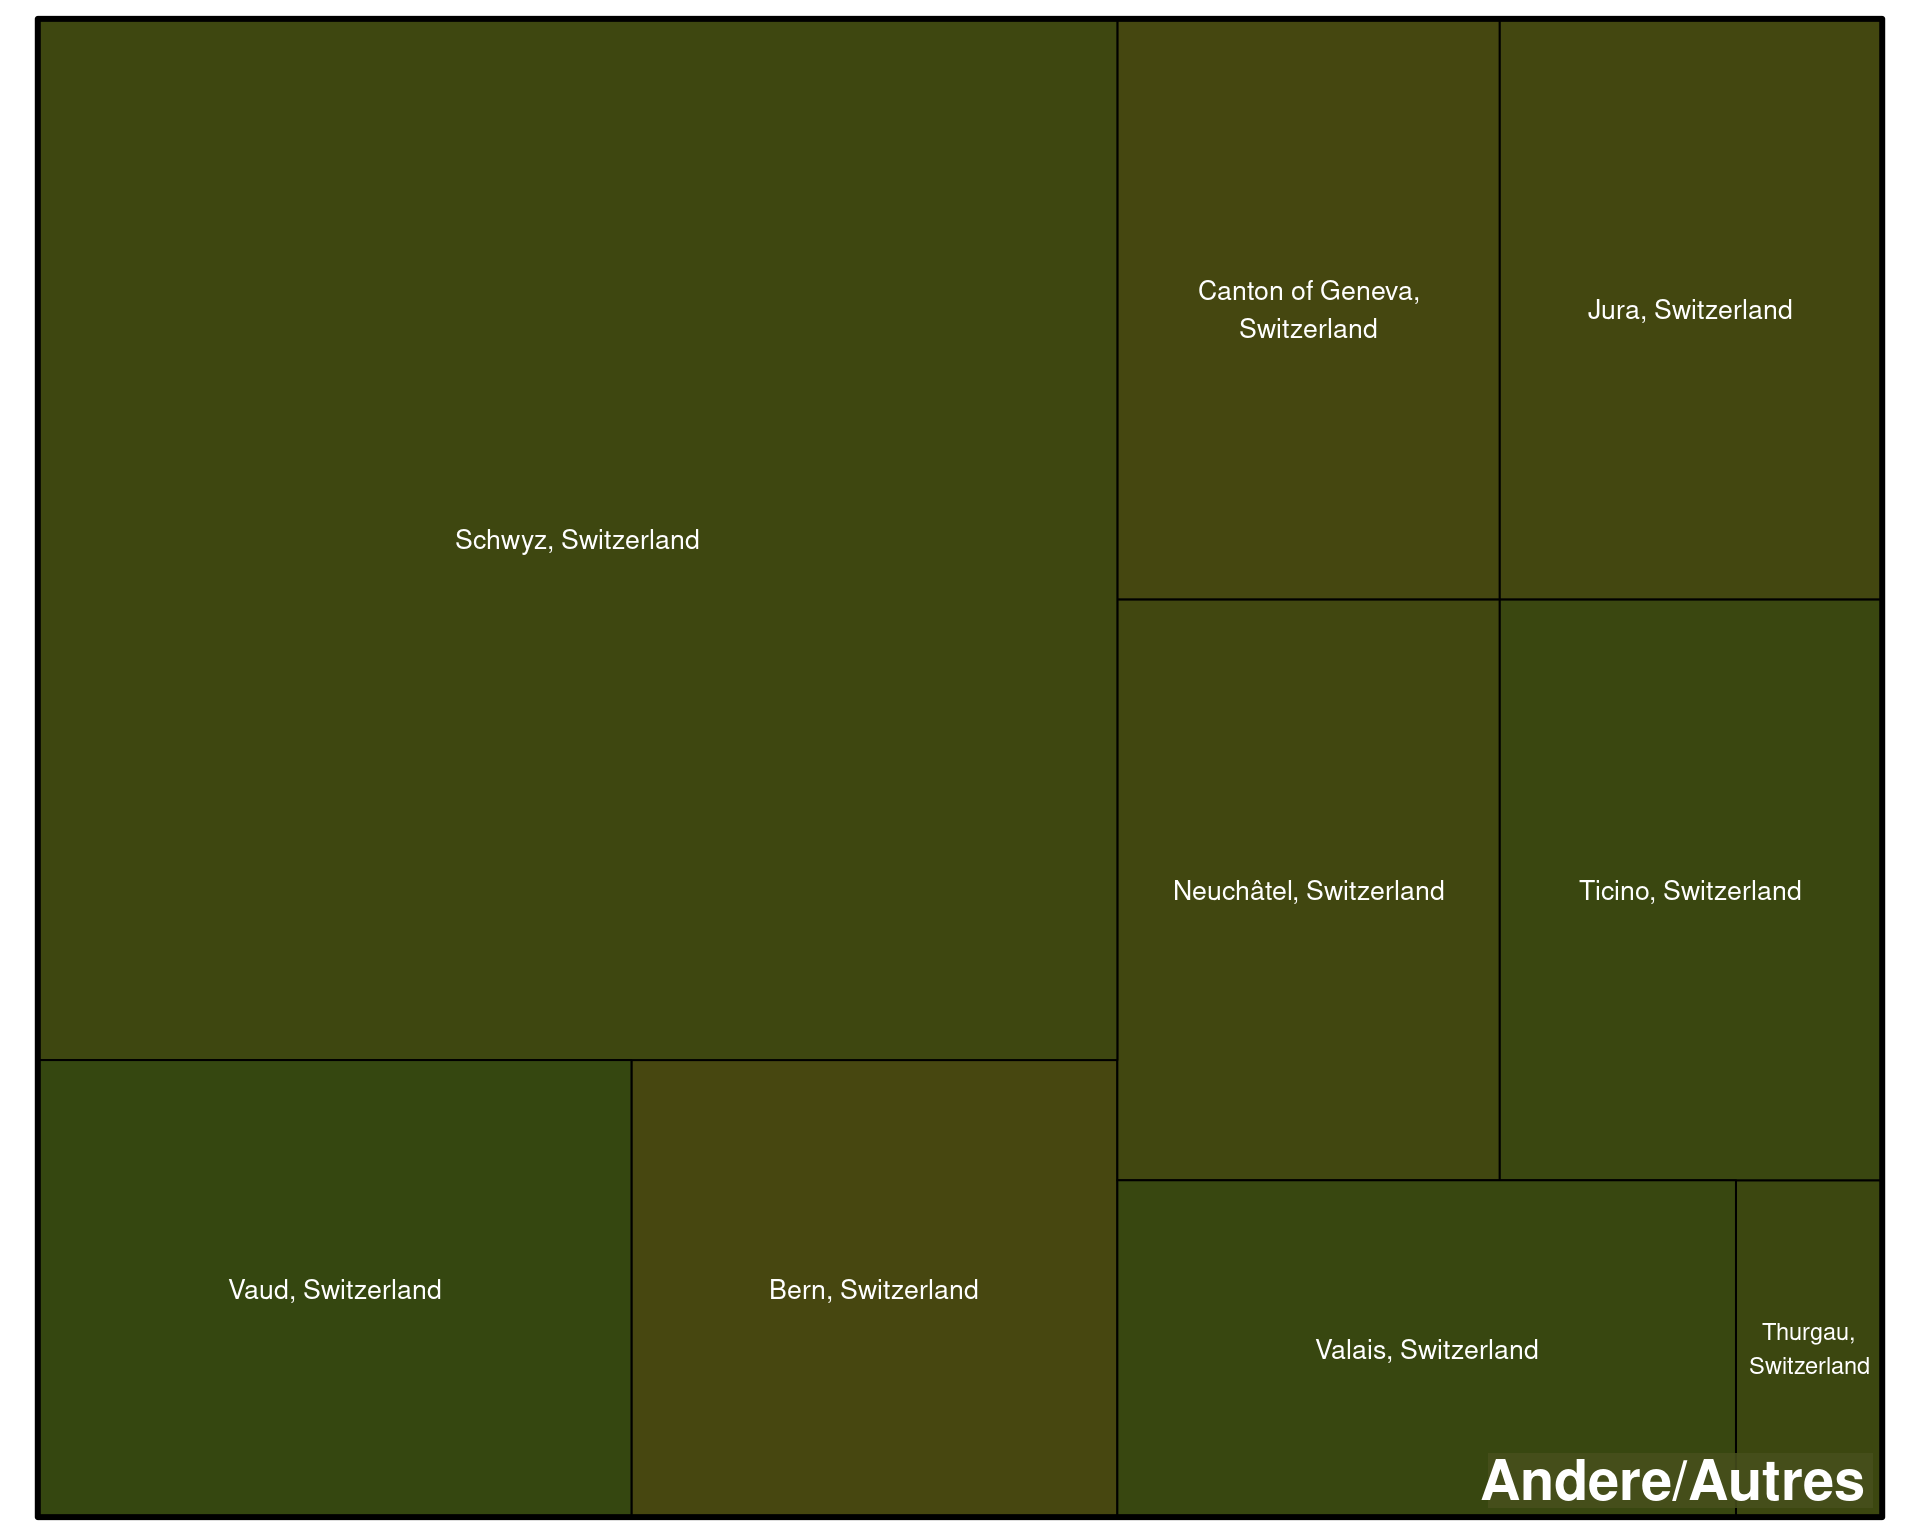 Schwyz, Switzerland
Vaud, Switzerland
Bern, Switzerland
Canton of Geneva,
Switzerland
Jura, Switzerland
Neuchâtel, Switzerland
Ticino, Switzerland
Valais, Switzerland
Thurgau,
Switzerland
Andere/Autres